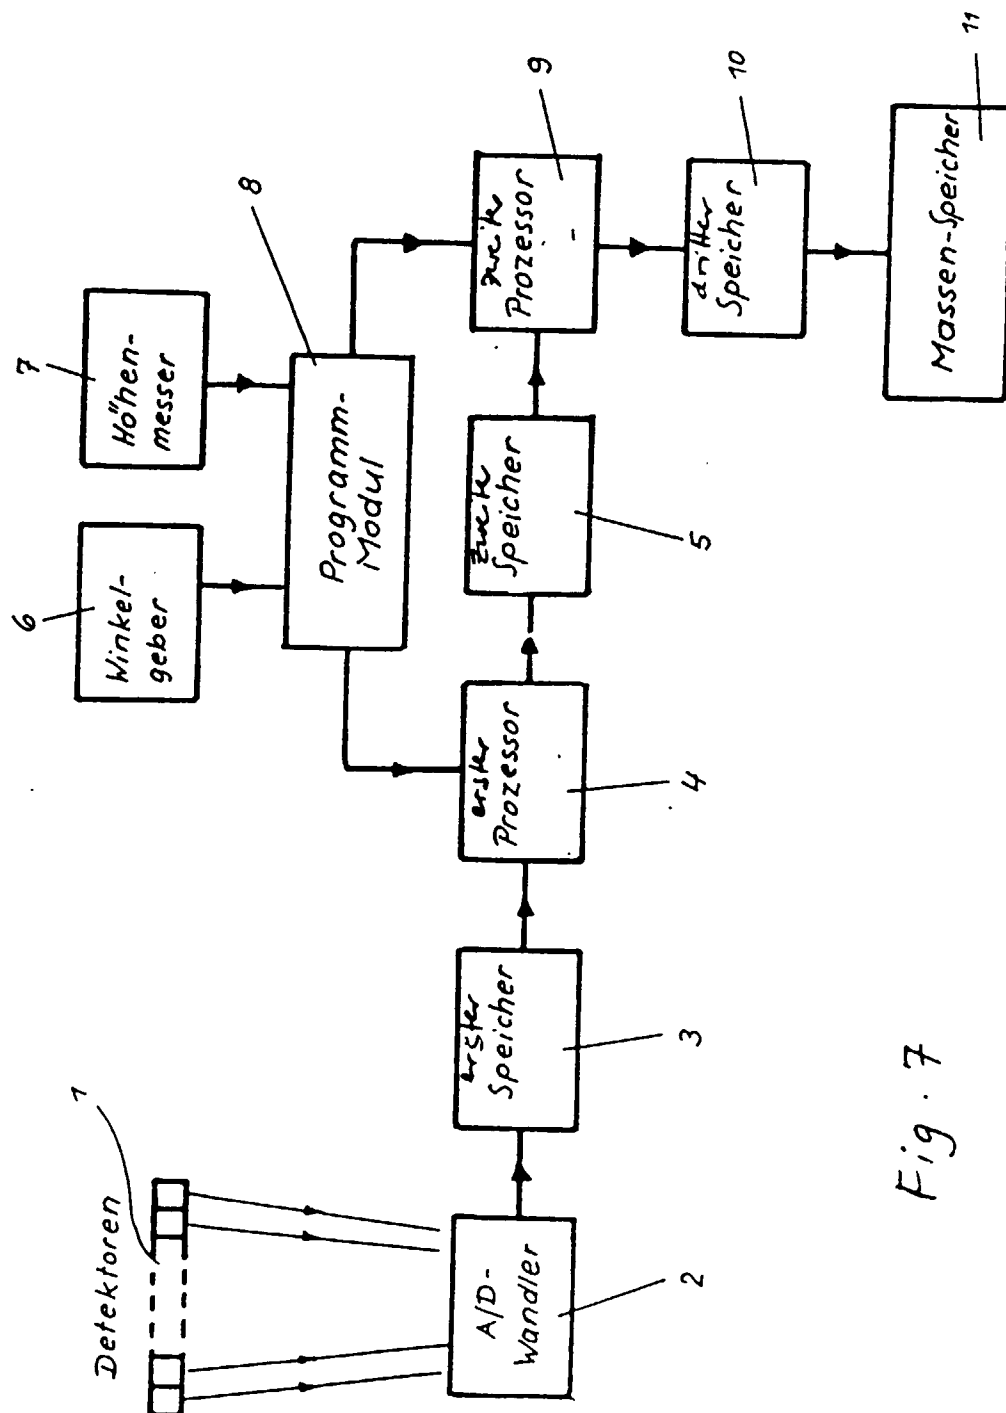 6
7
Detektoren
1
Winkel-
geber
Höhen-
messer
8
Programm-
Modul
A/D-
Wandler
erster
Speicher
erster
Prozessor
zweiter
Speicher
zweiter
Prozessor
9
2
3
4
5
dritter
Speicher
10
Massen-Speicher
11
Fig. 7